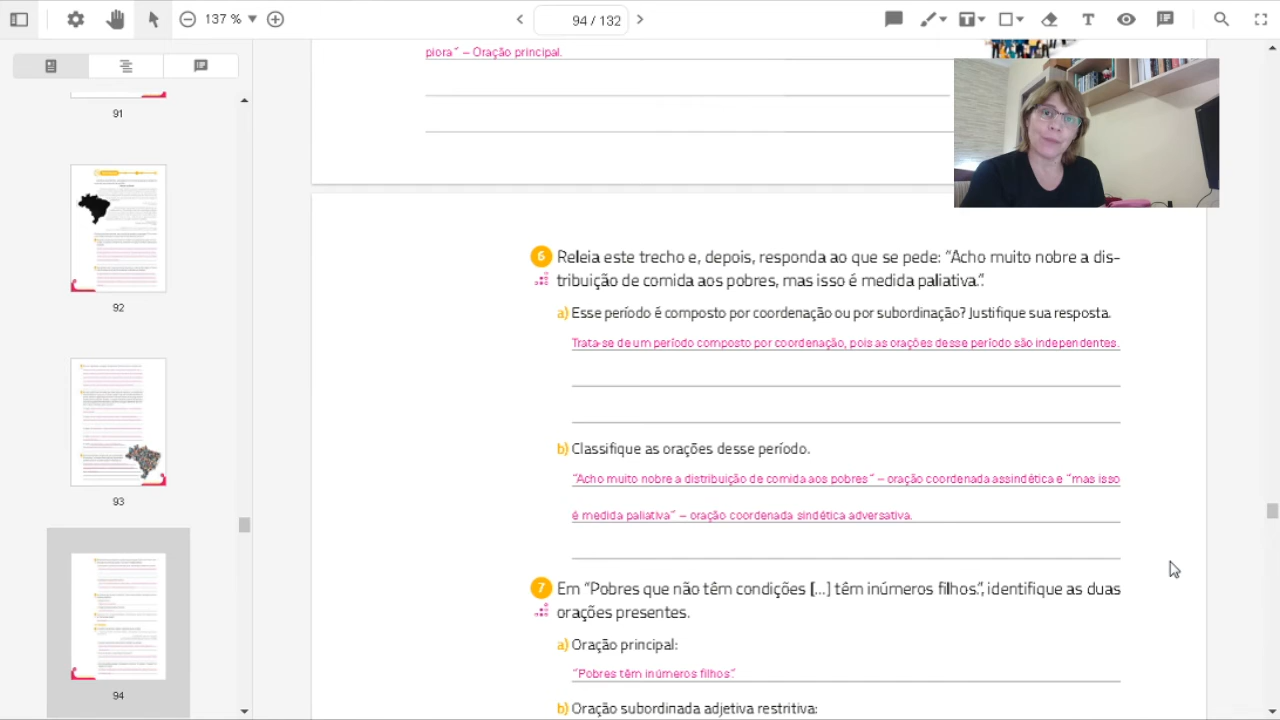 137 %
94 / 132
91
92
93
94
piora” – Oração principal.
6 Releia este trecho e, depois, responda ao que se pede: “Acho muito nobre a dis-
tribuição de comida aos pobres, mas isso é medida paliativa.”.
a) Esse período é composto por coordenação ou por subordinação? Justifique sua resposta.
Trata-se de um período composto por coordenação, pois as orações desse período são independentes.
b) Classifique as orações desse período.
“Acho muito nobre a distribuição de comida aos pobres” – oração coordenada assindética e “mas isso
é medida paliativa” – oração coordenada sindética adversativa.
7 Em “Pobres que não têm condições [...] têm inúmeros filhos.”, identifique as duas
orações presentes.
a) Oração principal:
“Pobres têm inúmeros filhos.”
b) Oração subordinada adjetiva restritiva: